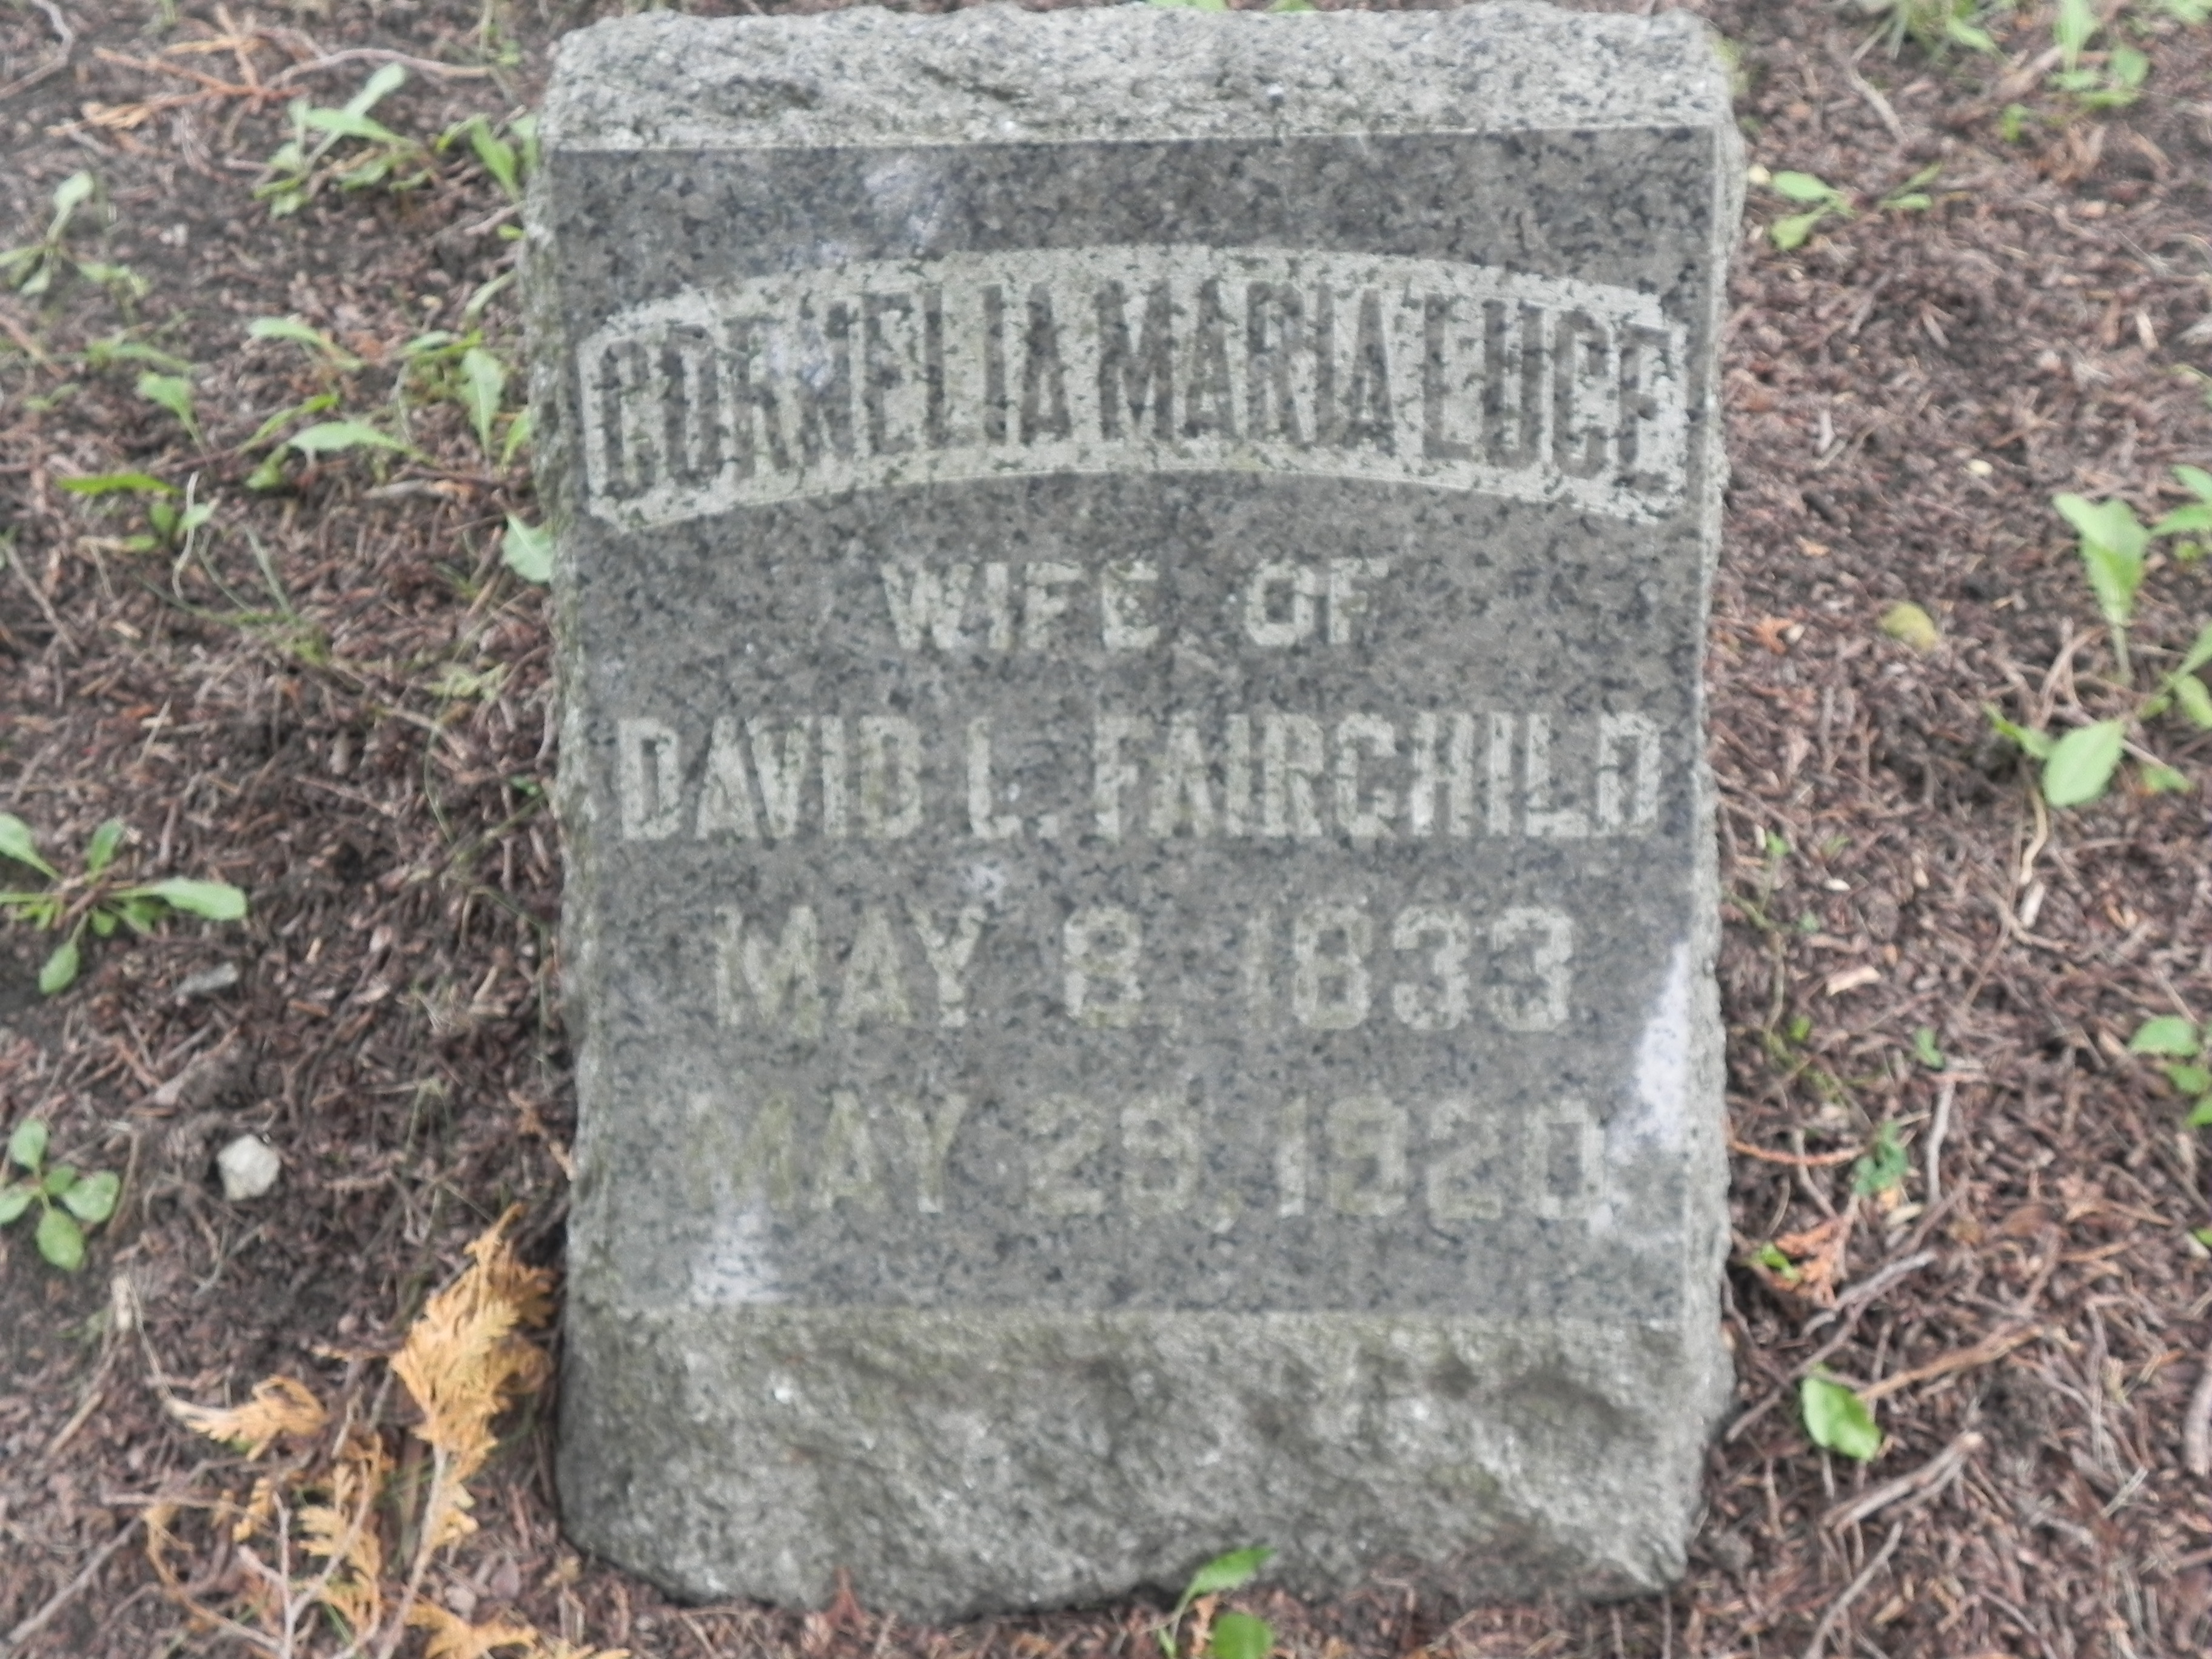 CORNELIA MARIA LUCE
WIFE OF
DAVID L. FAIRCHILD
MAY 8, 1833
MAY 29, 1920.